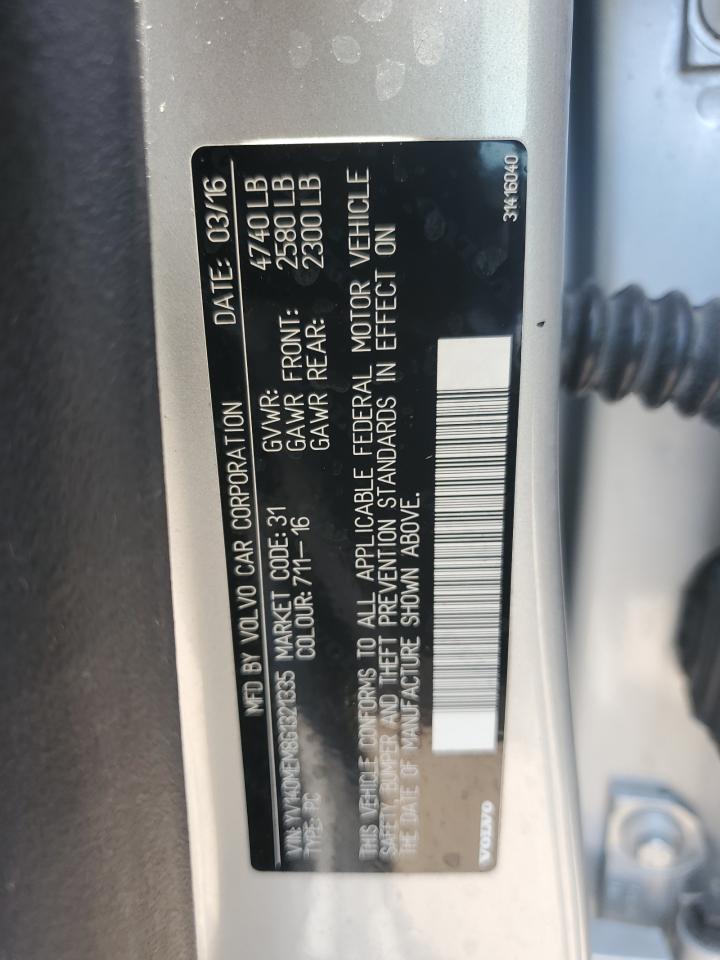 MFD BY VOLVO CAR CORPORATION DATE: 03/16
VIN: YV140MEM8G1321335 MARKET CODE: 31 GVWR: 4740 LB
TYPE: PC COLOUR: 711-16 GAWR FRONT: 2580 LB
GAWR REAR: 2300 LB
THIS VEHICLE CONFORMS TO ALL APPLICABLE FEDERAL MOTOR VEHICLE
SAFETY, BUMPER AND THEFT PREVENTION STANDARDS IN EFFECT ON
THE DATE OF MANUFACTURE SHOWN ABOVE.
VOLVO 31416040